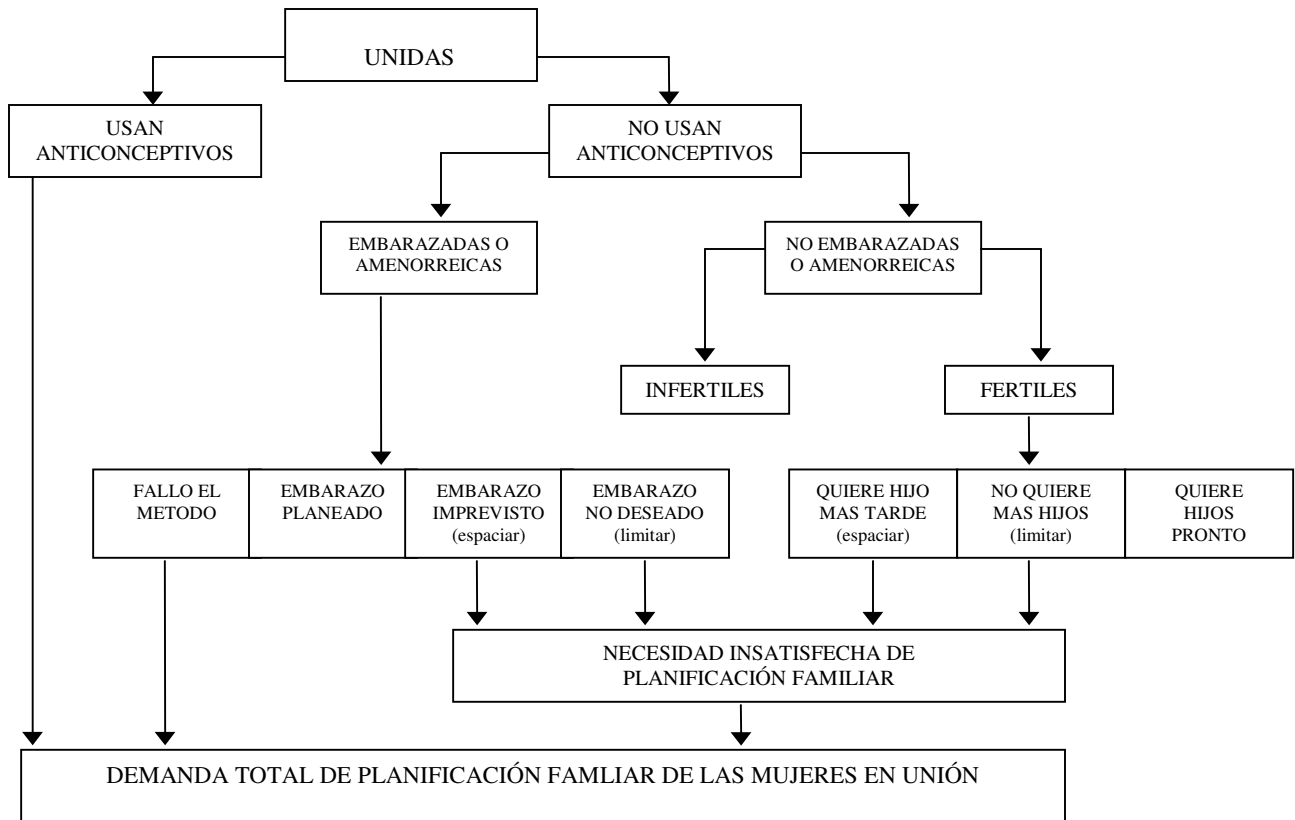 UNIDAS
USAN
ANTICONCEPTIVOS
NO USAN
ANTICONCEPTIVOS
EMBARAZADAS O
AMENORREICAS
NO EMBARAZADAS
O AMENORREICAS
INFERTILES
FERTILES
FALLO EL
METODO
EMBARAZO
PLANEADO
EMBARAZO
IMPREVISTO
(espaciar)
EMBARAZO
NO DESEADO
(limitar)
QUIERE HIJO
MAS TARDE
(espaciar)
NO QUIERE
MAS HIJOS
(limitar)
QUIERE
HIJOS
PRONTO
NECESIDAD INSATISFECHA DE
PLANIFICACIÓN FAMILIAR
DEMANDA TOTAL DE PLANIFICACIÓN FAMLIAR DE LAS MUJERES EN UNIÓN